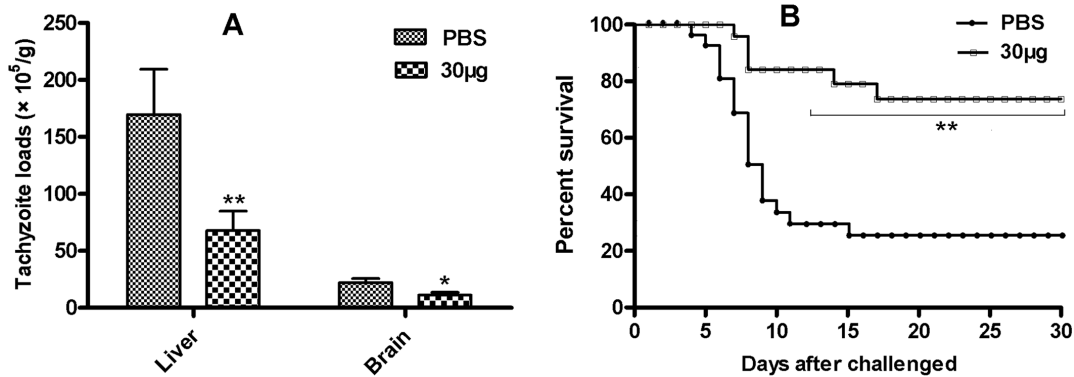 A
Tachyzoite loads (× 10⁵/g)
250
200
150
100
50
0
PBS
30µg
**
*
Liver
Brain
B
Percent survival
100
80
60
40
20
0
PBS
30µg
**
0 5 10 15 20 25 30
Days after challenged